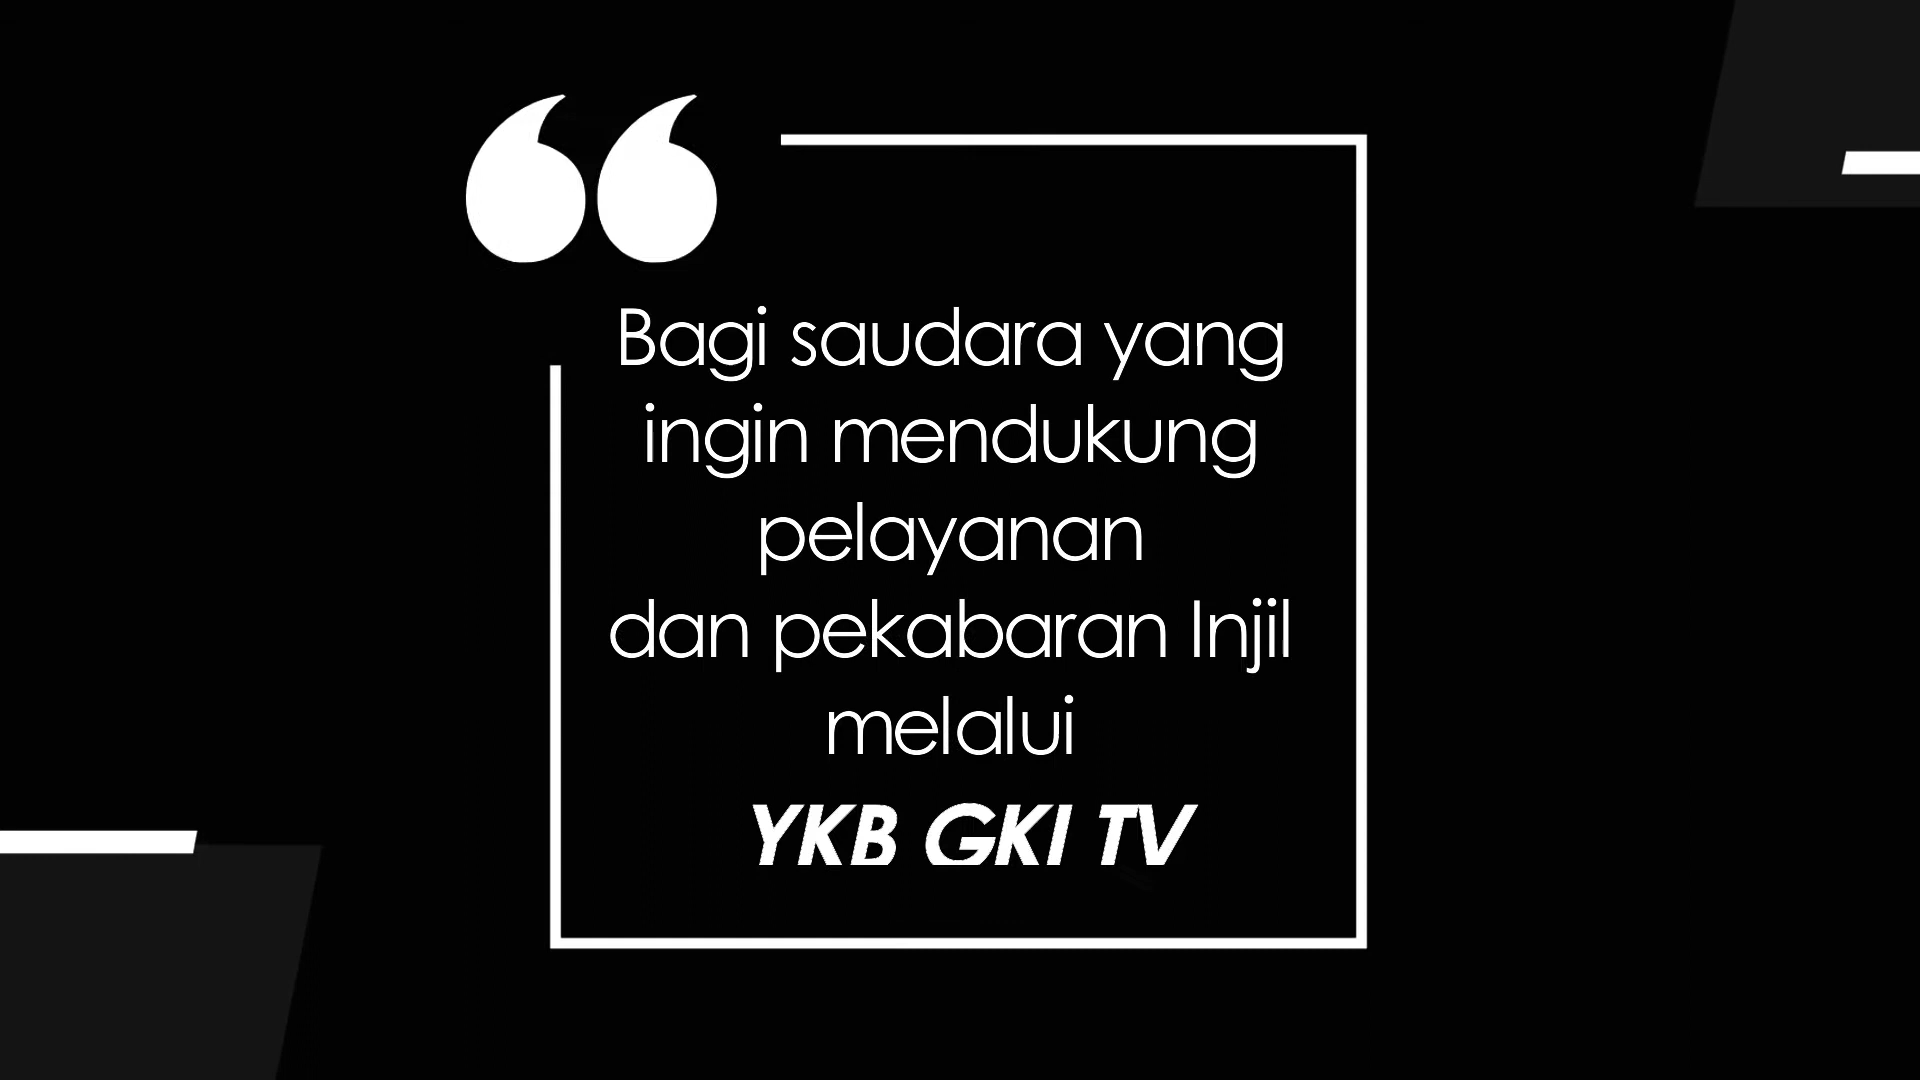 Bagi saudara yang
ingin mendukung
pelayanan
dan pekabaran Injil
melalui
YKB GKI TV